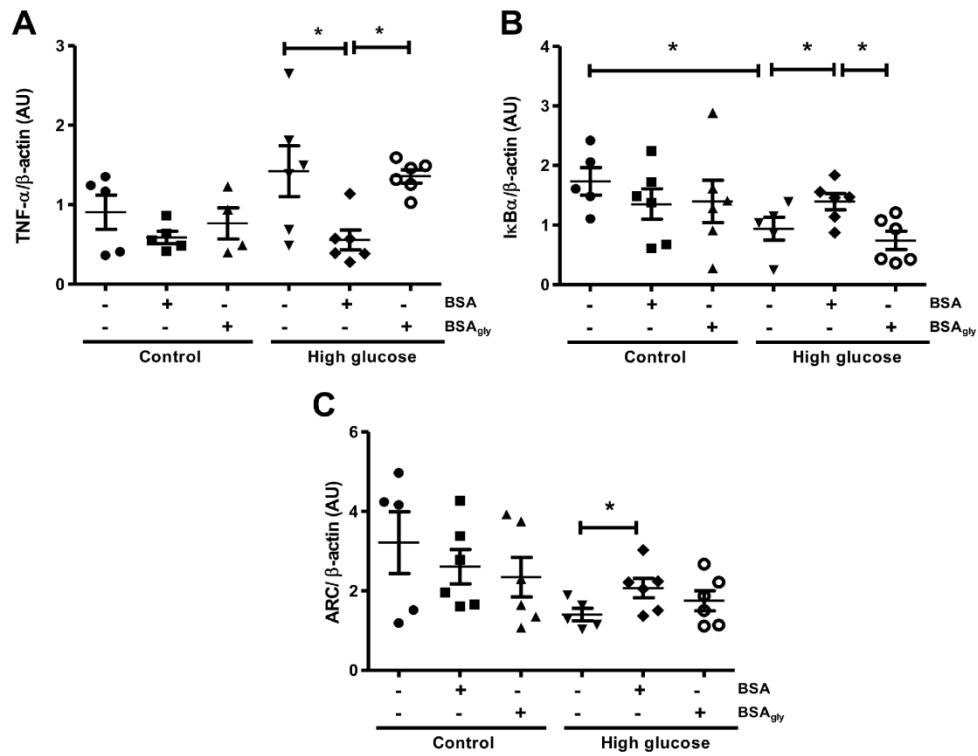 A
TNF-α/β-actin (AU)
3
2
1
0
* *
- + - - + - BSA
- - + - - + BSAgly
Control High glucose
B
IκBα/β-actin (AU)
4
3
2
1
0
* * *
- + - - + - BSA
- - + - - + BSAgly
Control High glucose
C
ARC/ β-actin (AU)
6
4
2
0
*
- + - - + - BSA
- - + - - + BSAgly
Control High glucose